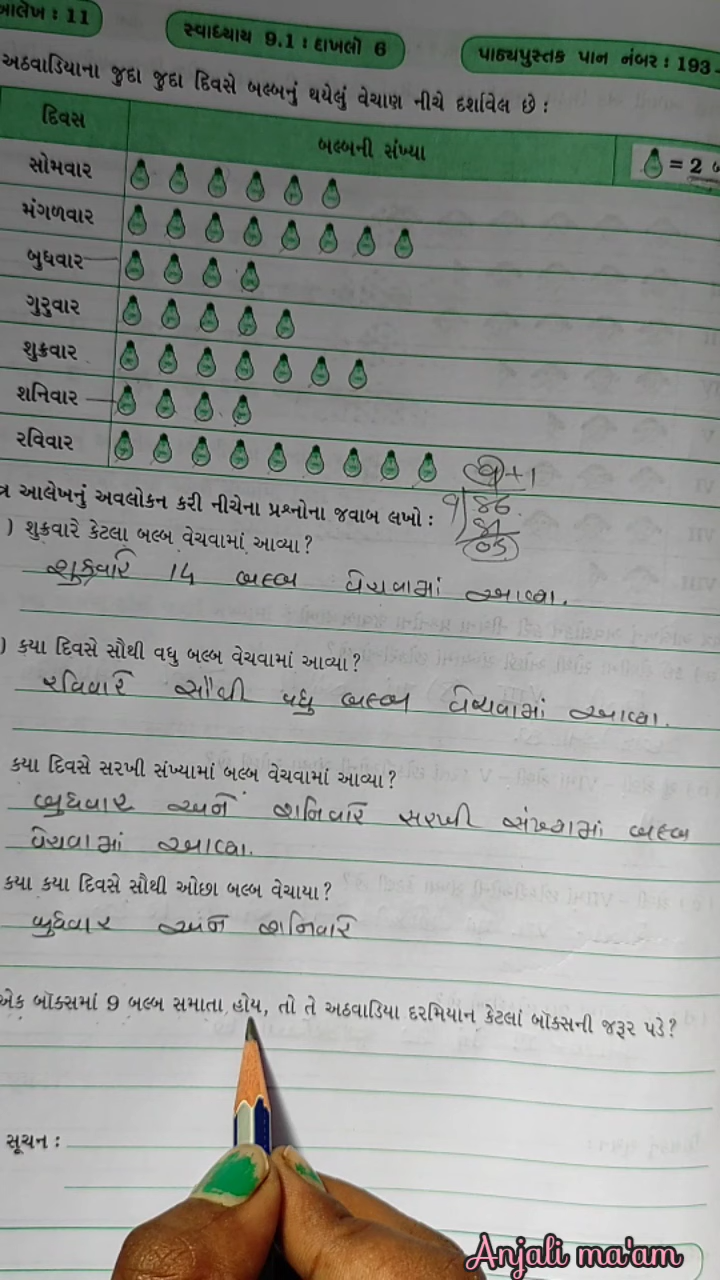 આલેખ : 11
સ્વાધ્યાય 9.1 : દાખલો 6
પાઠ્યપુસ્તક પાન નંબર : 193
અઠવાડિયાના જુદા જુદા દિવસે બલ્બનું થયેલું વેચાણ નીચે દર્શાવેલ છે :
દિવસ
બલ્બની સંખ્યા
= 2
સોમવાર
મંગળવાર
બુધવાર
ગુરુવાર
શુક્રવાર
શનિવાર
રવિવાર
આલેખનું અવલોકન કરી નીચેના પ્રશ્નોના જવાબ લખો :
) શુક્રવારે કેટલા બલ્બ વેચવામાં આવ્યા?
શુક્રવારે 14 બલ્બ વેચવામાં આવ્યા.
) કયા દિવસે સૌથી વધુ બલ્બ વેચવામાં આવ્યા?
રવિવારે સૌથી વધુ બલ્બ વેચવામાં આવ્યા.
કયા દિવસે સરખી સંખ્યામાં બલ્બ વેચવામાં આવ્યા?
બુધવાર અને શનિવારે સરખી સંખ્યામાં બલ્બ
વેચવામાં આવ્યા.
કયા કયા દિવસે સૌથી ઓછા બલ્બ વેચાયા?
બુધવાર અને શનિવારે
એક બૉક્સમાં 9 બલ્બ સમાતા હોય, તો તે અઠવાડિયા દરમિયાન કેટલાં બૉક્સની જરૂર પડે?
સૂચન :
Anjali ma'am